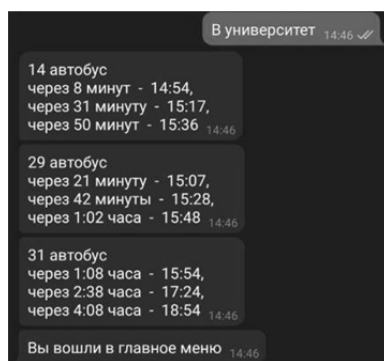 В университет 14:46
14 автобус
через 8 минут - 14:54,
через 31 минуту - 15:17,
через 50 минут - 15:36 14:46
29 автобус
через 21 минуту - 15:07,
через 42 минуты - 15:28,
через 1:02 часа - 15:48 14:46
31 автобус
через 1:08 часа - 15:54,
через 2:38 часа - 17:24,
через 4:08 часа - 18:54 14:46
Вы вошли в главное меню 14:46